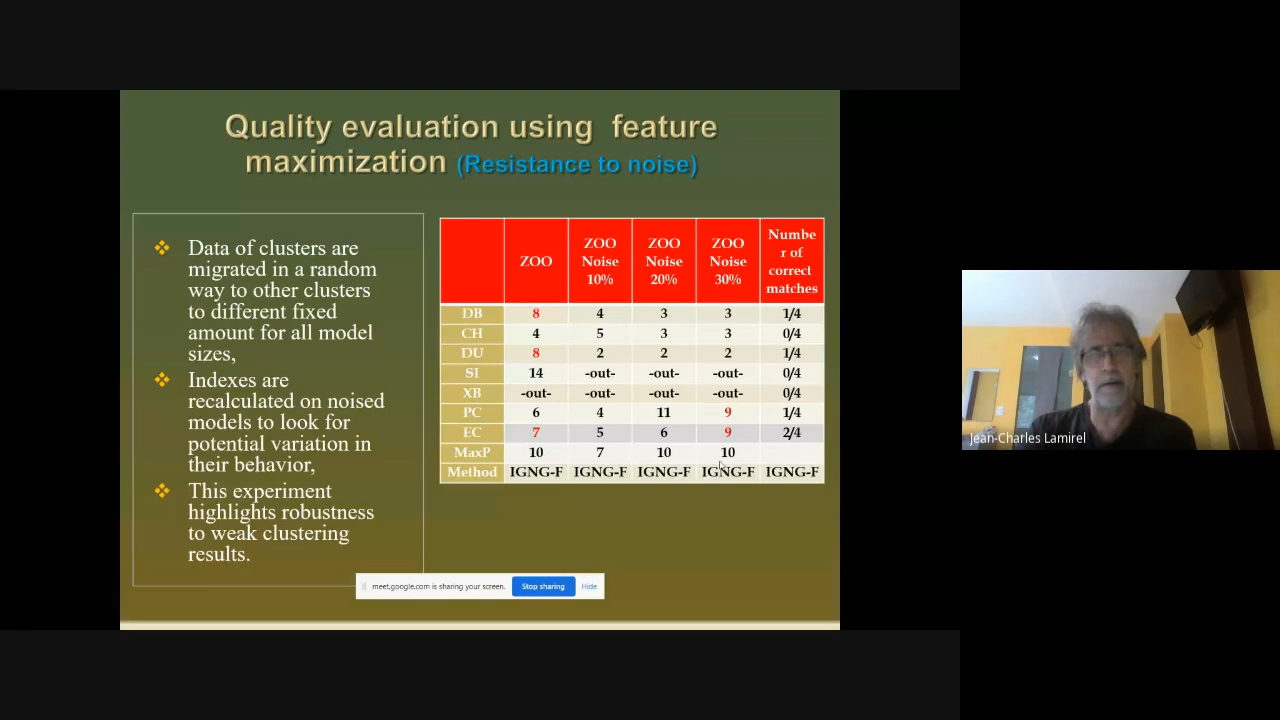 Quality evaluation using feature
maximization (Resistance to noise)
Data of clusters are
migrated in a random
way to other clusters
to different fixed
amount for all model
sizes,
Indexes are
recalculated on noised
models to look for
potential variation in
their behavior,
This experiment
highlights robustness
to weak clustering
results.
ZOO ZOO Noise 10% ZOO Noise 20% ZOO Noise 30% Numbe r of correct matches
DB 8 4 3 3 1/4
CH 4 5 3 3 0/4
DU 8 2 2 2 1/4
SI 14 -out- -out- -out- 0/4
XB -out- -out- -out- -out- 0/4
PC 6 4 11 9 1/4
EC 7 5 6 9 2/4
MaxP 10 7 10 10
Method IGNG-F IGNG-F IGNG-F IGNG-F IGNG-F
meet.google.com is sharing your screen. Stop sharing Hide
Jean-Charles Lamirel